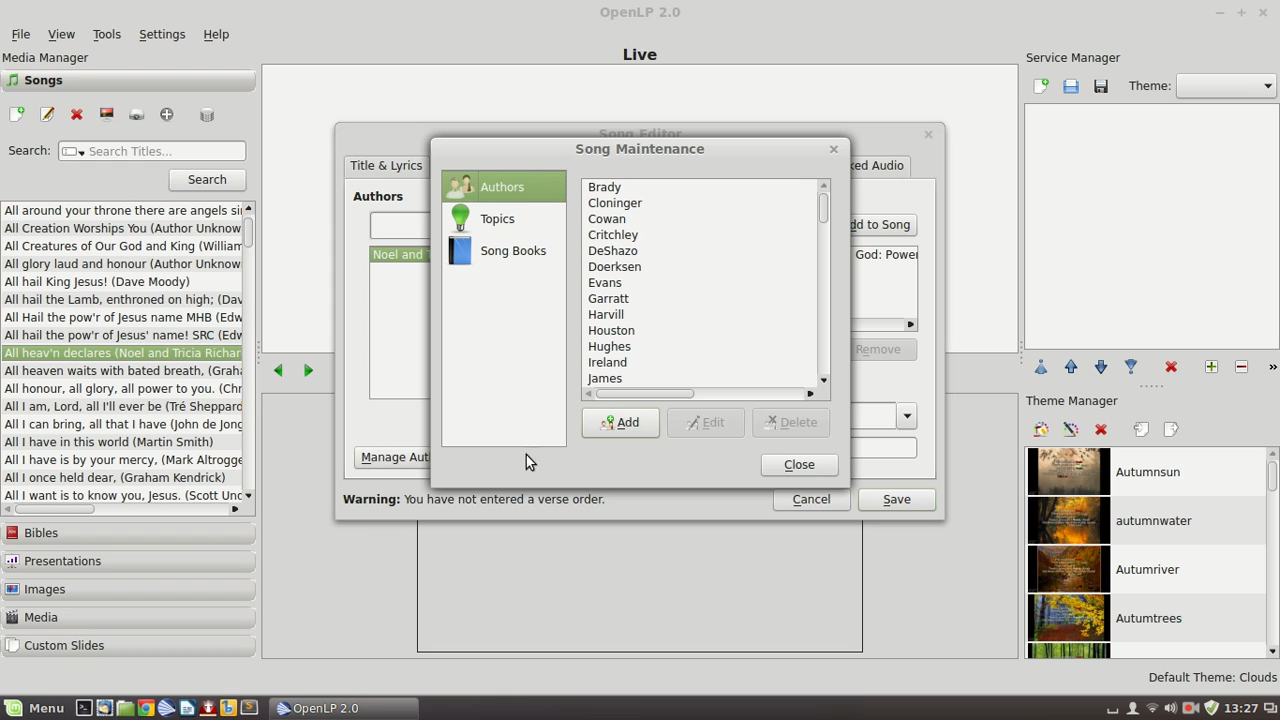 OpenLP 2.0
File View Tools Settings Help
Media Manager
Songs
Search: Search Titles...
Search
All around your throne there are angels si
All Creation Worships You (Author Unknow
All Creatures of Our God and King (William
All glory laud and honour (Author Unknow
All hail King Jesus! (Dave Moody)
All hail the Lamb, enthroned on high; (Dav
All Hail the pow'r of Jesus name MHB (Edw
All hail the pow'r of Jesus' name! SRC (Edw
All heav'n declares (Noel and Tricia Richar
All heaven waits with bated breath, (Graha
All honour, all glory, all power to you. (Chr
All I am, Lord, all I'll ever be (Tré Sheppard
All I can bring, all that I have (John de Jong
All I have in this world (Martin Smith)
All I have is by your mercy, (Mark Altrogge
All I once held dear, (Graham Kendrick)
All I want is to know you, Jesus. (Scott Und
Bibles
Presentations
Images
Media
Custom Slides
Live
Song Editor
Title & Lyrics
ked Audio
Authors
dd to Song
Noel and T
God: Power
Remove
Manage Aut
Warning: You have not entered a verse order.
Cancel
Save
Song Maintenance
Authors
Topics
Song Books
Brady
Cloninger
Cowan
Critchley
DeShazo
Doerksen
Evans
Garratt
Harvill
Houston
Hughes
Ireland
James
Add
Edit
Delete
Close
Service Manager
Theme:
Theme Manager
Autumnsun
autumnwater
Autumriver
Autumtrees
Default Theme: Clouds
Menu
OpenLP 2.0
13:27